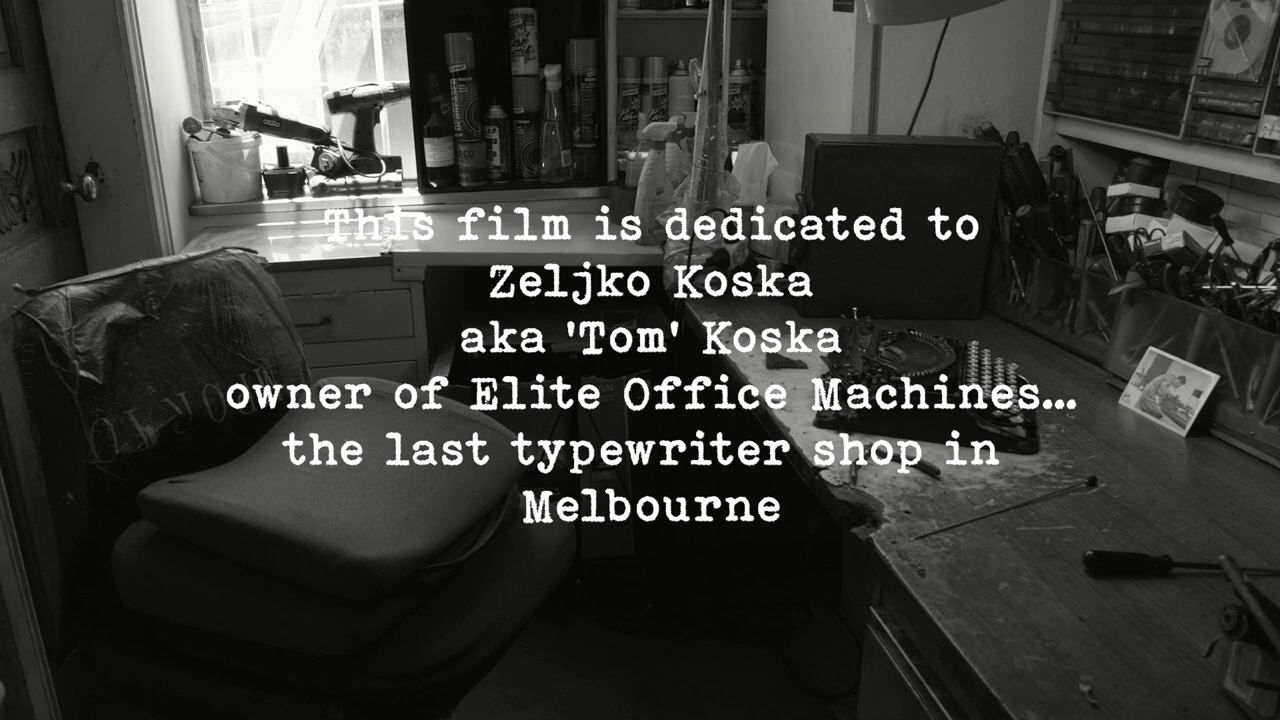 This film is dedicated to
Zeljko Koska
aka 'Tom' Koska
owner of Elite Office Machines...
the last typewriter shop in
Melbourne